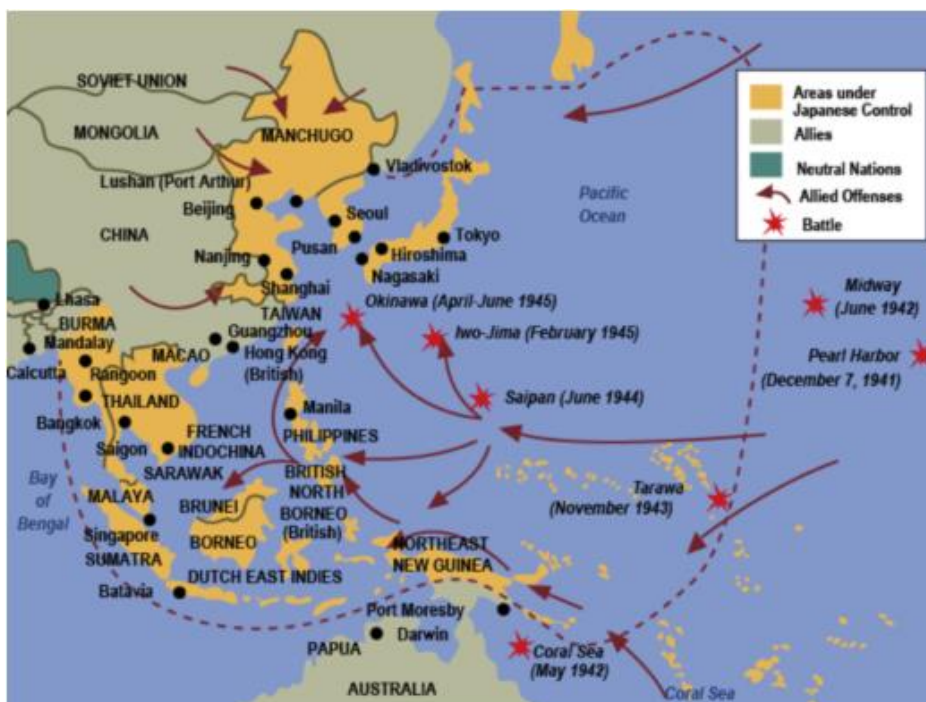 SOVIET UNION
MONGOLIA
MANCHUGO
Vladivostok
Lushan (Port Arthur)
Beijing
Seoul
CHINA
Pusan
Tokyo
Hiroshima
Nanjing
Nagasaki
Shanghai
Okinawa (April-June 1945)
Lhasa
TAIWAN
BURMA
Guangzhou
Iwo-Jima (February 1945)
Mandalay
MACAO
Hong Kong
(British)
Calcutta
Rangoon
THAILAND
Manila
Saipan (June 1944)
Bangkok
FRENCH
INDOCHINA
PHILIPPINES
Saigon
SARAWAK
BRITISH
NORTH
BORNEO
(British)
Bay
of
Bengal
MALAYA
BRUNEI
Singapore
BORNEO
NORTHEAST
NEW GUINEA
SUMATRA
DUTCH EAST INDIES
Batavia
Port Moresby
Darwin
PAPUA
Coral Sea
(May 1942)
AUSTRALIA
Coral Sea
Tarawa
(November 1943)
Pacific
Ocean
Midway
(June 1942)
Pearl Harbor
(December 7, 1941)
Areas under
Japanese Control
Allies
Neutral Nations
Allied Offenses
Battle